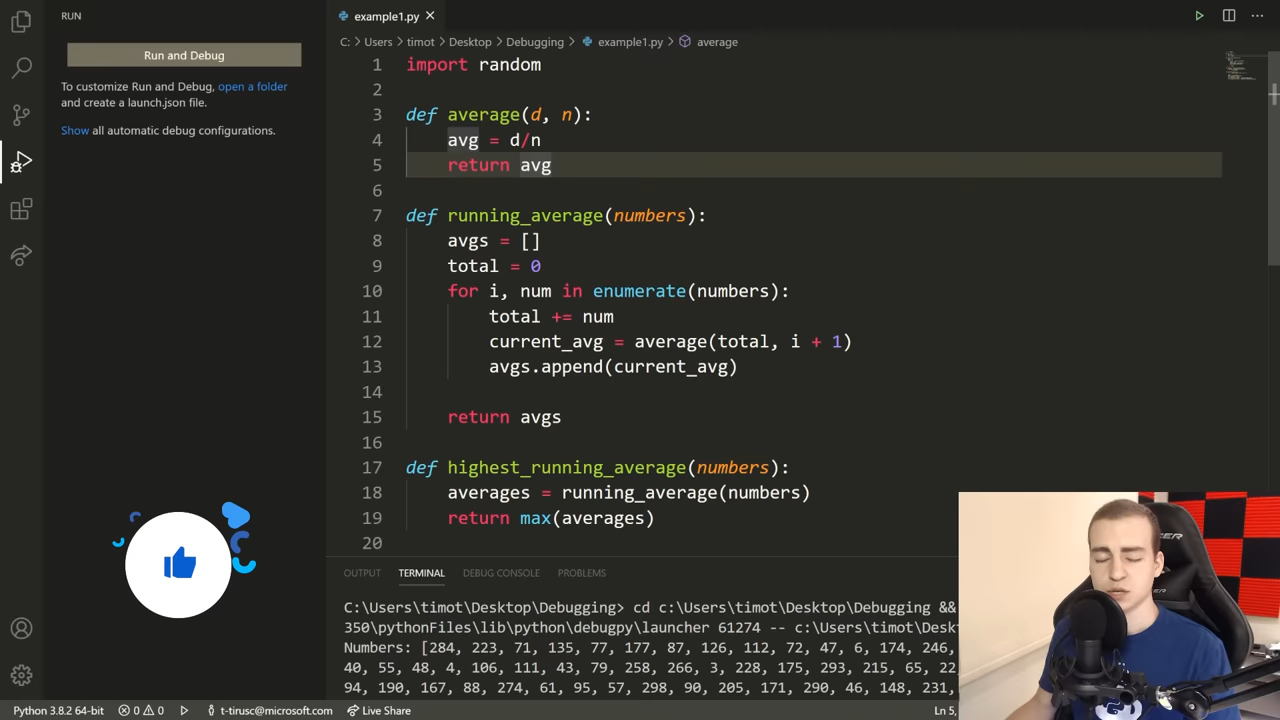 RUN
Run and Debug
To customize Run and Debug, open a folder
and create a launch.json file.
Show all automatic debug configurations.
example1.py
C: > Users > timot > Desktop > Debugging > example1.py > average
1 import random
2
3 def average(d, n):
4 avg = d/n
5 return avg
6
7 def running_average(numbers):
8 avgs = []
9 total = 0
10 for i, num in enumerate(numbers):
11 total += num
12 current_avg = average(total, i + 1)
13 avgs.append(current_avg)
14
15 return avgs
16
17 def highest_running_average(numbers):
18 averages = running_average(numbers)
19 return max(averages)
20
OUTPUT TERMINAL DEBUG CONSOLE PROBLEMS
C:\Users\timot\Desktop\Debugging> cd c:\Users\timot\Desktop\Debugging &&
350\pythonFiles\lib\python\debugpy\launcher 61274 -- c:\Users\timot\Desk
Numbers: [284, 223, 71, 135, 77, 177, 87, 126, 112, 72, 47, 6, 174, 246,
40, 55, 48, 4, 106, 111, 43, 79, 258, 266, 3, 228, 175, 293, 215, 65, 22
94, 190, 167, 88, 274, 61, 95, 57, 298, 90, 205, 171, 290, 46, 148, 231,
Python 3.8.2 64-bit 0 0 t-tirusc@microsoft.com Live Share Ln 5,